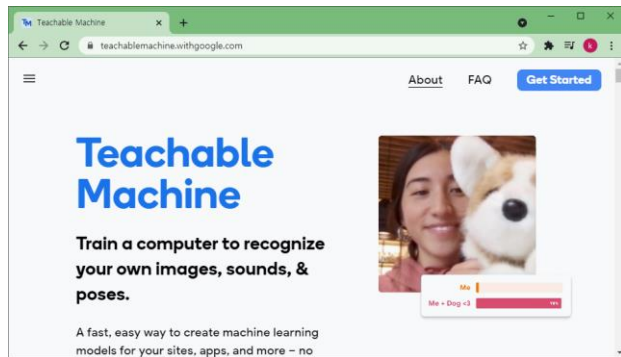 Teachable Machine
teachablemachine.withgoogle.com
k
About FAQ Get Started
Teachable
Machine
Train a computer to recognize
your own images, sounds, &
poses.
Me
Me + Dog <3
A fast, easy way to create machine learning
models for your sites, apps, and more – no